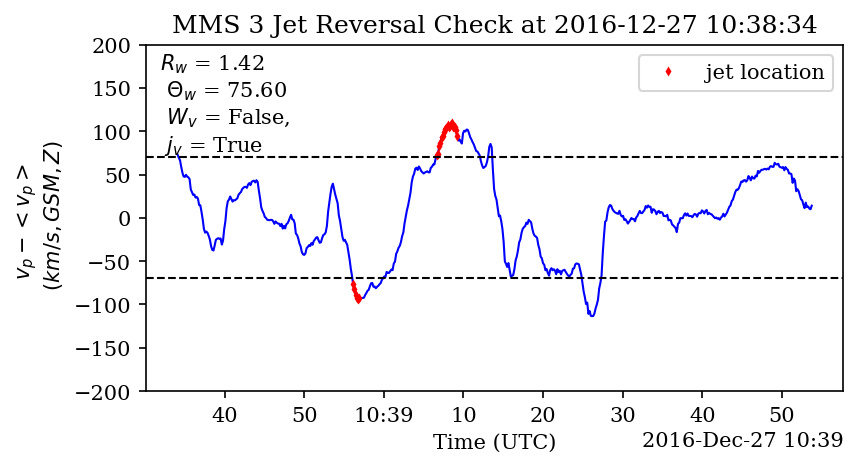 MMS 3 Jet Reversal Check at 2016-12-27 10:38:34
200
150
100
50
0
−50
−100
−150
−200
v_p − < v_p >
(km/s, GSM, Z)
R_w = 1.42
Θ_w = 75.60
W_v = False,
j_v = True
jet location
40 50 10:39 10 20 30 40 50
Time (UTC)
2016-Dec-27 10:39